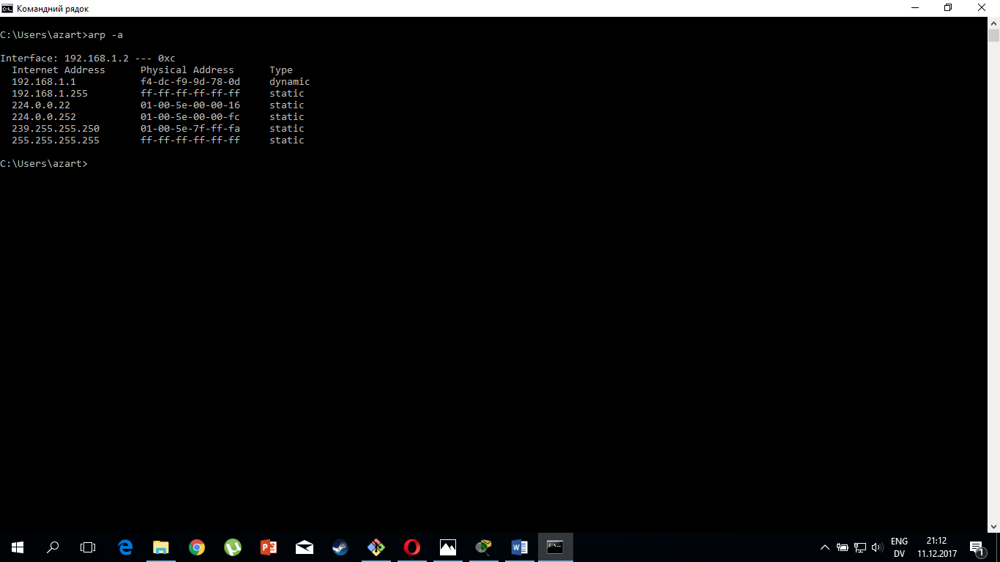 Командний рядок
C:\Users\azart>arp -a
Interface: 192.168.1.2 --- 0xc
Internet Address Physical Address Type
192.168.1.1 f4-dc-f9-9d-78-0d dynamic
192.168.1.255 ff-ff-ff-ff-ff-ff static
224.0.0.22 01-00-5e-00-00-16 static
224.0.0.252 01-00-5e-00-00-fc static
239.255.255.250 01-00-5e-7f-ff-fa static
255.255.255.255 ff-ff-ff-ff-ff-ff static
C:\Users\azart>
ENG 21:12
DV 11.12.2017 1